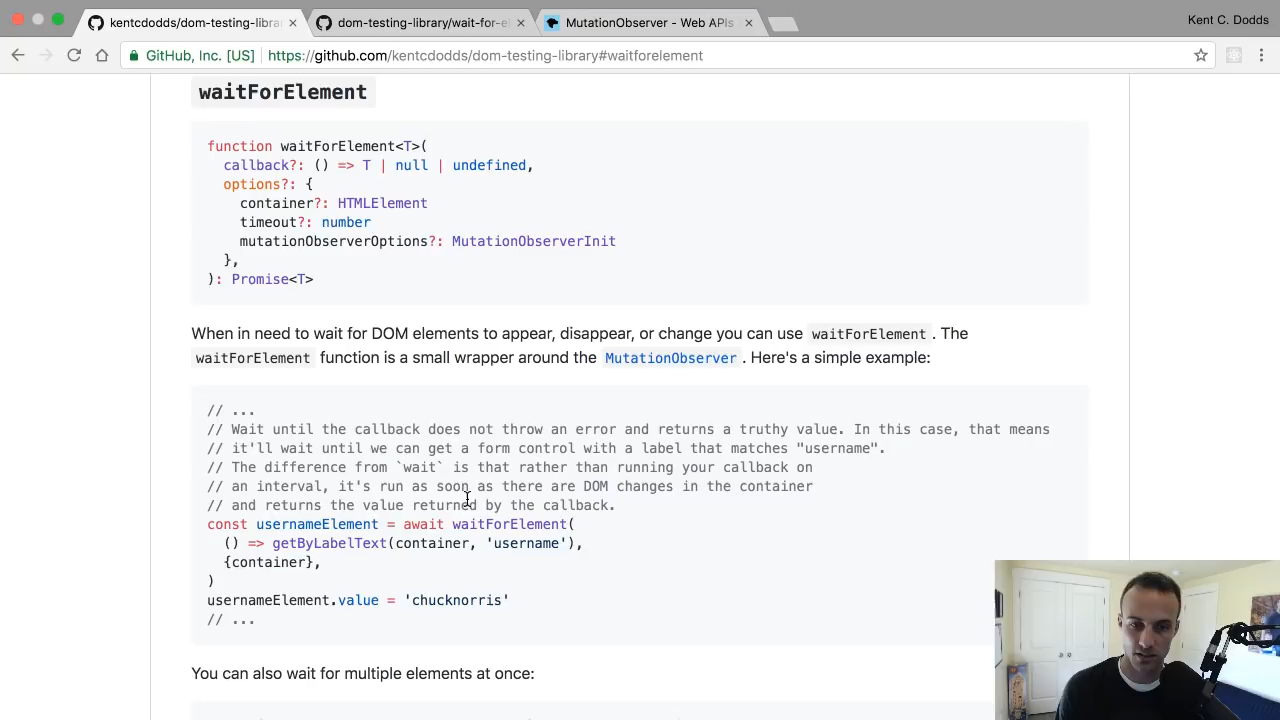 kentcdodds/dom-testing-libra
dom-testing-library/wait-for-el
MutationObserver - Web APIs
Kent C. Dodds
GitHub, Inc. [US]
https://github.com/kentcdodds/dom-testing-library#waitforelement
waitForElement
function waitForElement<T>(
callback?: () => T | null | undefined,
options?: {
container?: HTMLElement
timeout?: number
mutationObserverOptions?: MutationObserverInit
},
): Promise<T>
When in need to wait for DOM elements to appear, disappear, or change you can use waitForElement. The
waitForElement function is a small wrapper around the MutationObserver. Here's a simple example:
// ...
// Wait until the callback does not throw an error and returns a truthy value. In this case, that means
// it'll wait until we can get a form control with a label that matches "username".
// The difference from `wait` is that rather than running your callback on
// an interval, it's run as soon as there are DOM changes in the container
// and returns the value returned by the callback.
const usernameElement = await waitForElement(
() => getByLabelText(container, 'username'),
{container},
)
usernameElement.value = 'chucknorris'
// ...
You can also wait for multiple elements at once: